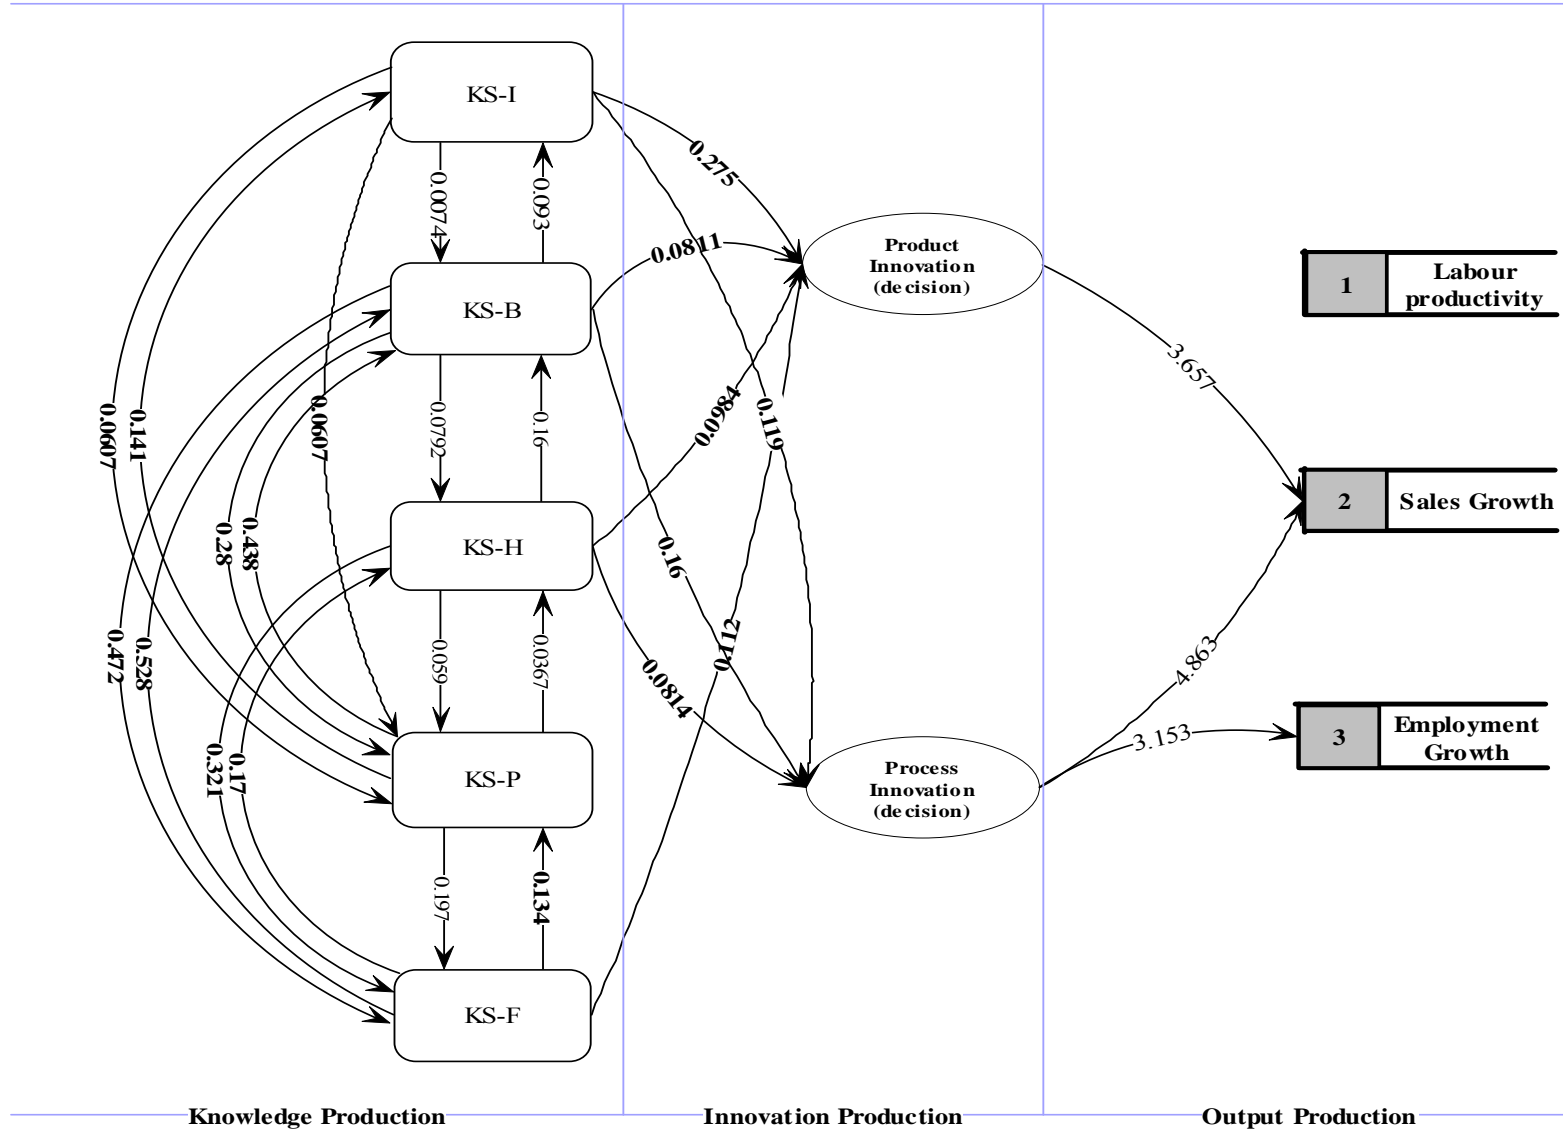 KS-I
0.275
0.0074
0.093
0.0811
Product
Innovation
(decision)
1
Labour
productivity
KS-B
3.657
0.0607
0.141
0.0607
0.0792
0.16
0.0984
0.119
2
Sales Growth
0.28
0.438
KS-H
0.16
0.472
0.528
0.059
0.0367
0.0814
0.112
4.863
0.321
0.17
KS-P
Process
Innovation
(decision)
3.153
3
Employment
Growth
0.197
0.134
KS-F
Knowledge Production
Innovation Production
Output Production